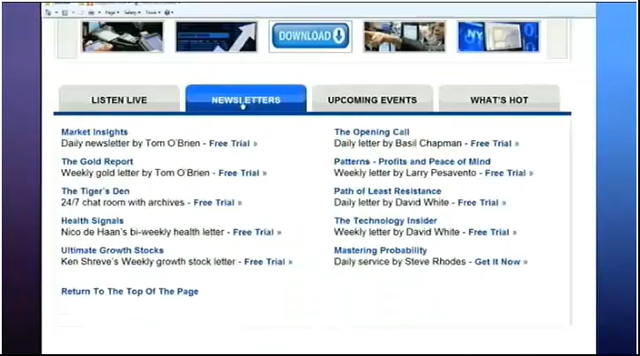 Page
Safety
Tools
DOWNLOAD
NY
LISTEN LIVE
NEWSLETTERS
UPCOMING EVENTS
WHAT'S HOT
Market Insights
Daily newsletter by Tom O'Brien - Free Trial »
The Gold Report
Weekly gold letter by Tom O'Brien - Free Trial »
The Tiger's Den
24/7 chat room with archives - Free Trial »
Health Signals
Nico de Haan's bi-weekly health letter - Free Trial »
Ultimate Growth Stocks
Ken Shreve's Weekly growth stock letter - Free Trial »
Return To The Top Of The Page
The Opening Call
Daily letter by Basil Chapman - Free Trial »
Patterns - Profits and Peace of Mind
Weekly letter by Larry Pesavento - Free Trial »
Path of Least Resistance
Daily letter by David White - Free Trial »
The Technology Insider
Weekly letter by David White - Free Trial »
Mastering Probability
Daily service by Steve Rhodes - Get It Now »